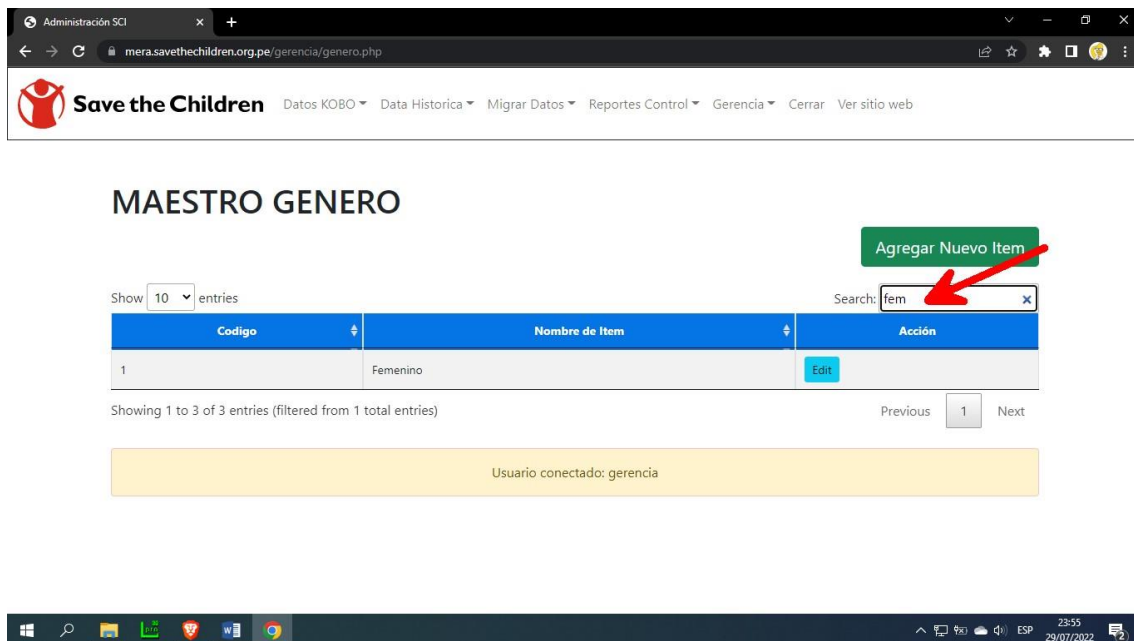 Administración SCI
mera.savethechildren.org.pe/gerencia/genero.php
Save the Children Datos KOBO Data Historica Migrar Datos Reportes Control Gerencia Cerrar Ver sitio web
MAESTRO GENERO
Agregar Nuevo Item
Show 10 entries Search: fem
Codigo Nombre de Item Acción
1 Femenino Edit
Showing 1 to 3 of 3 entries (filtered from 1 total entries) Previous 1 Next
Usuario conectado: gerencia
ESP 23:55
29/07/2022